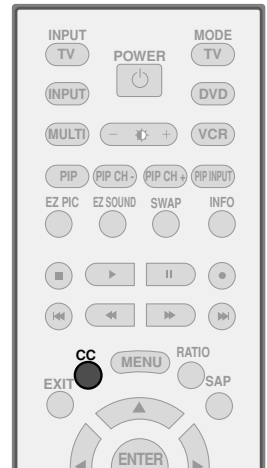 INPUT
MODE
TV
POWER
TV
INPUT
DVD
MULTI
VCR
PIP
PIP CH -
PIP CH +
PIP INPUT
EZ PIC
EZ SOUND
SWAP
INFO
CC
MENU
RATIO
EXIT
SAP
ENTER